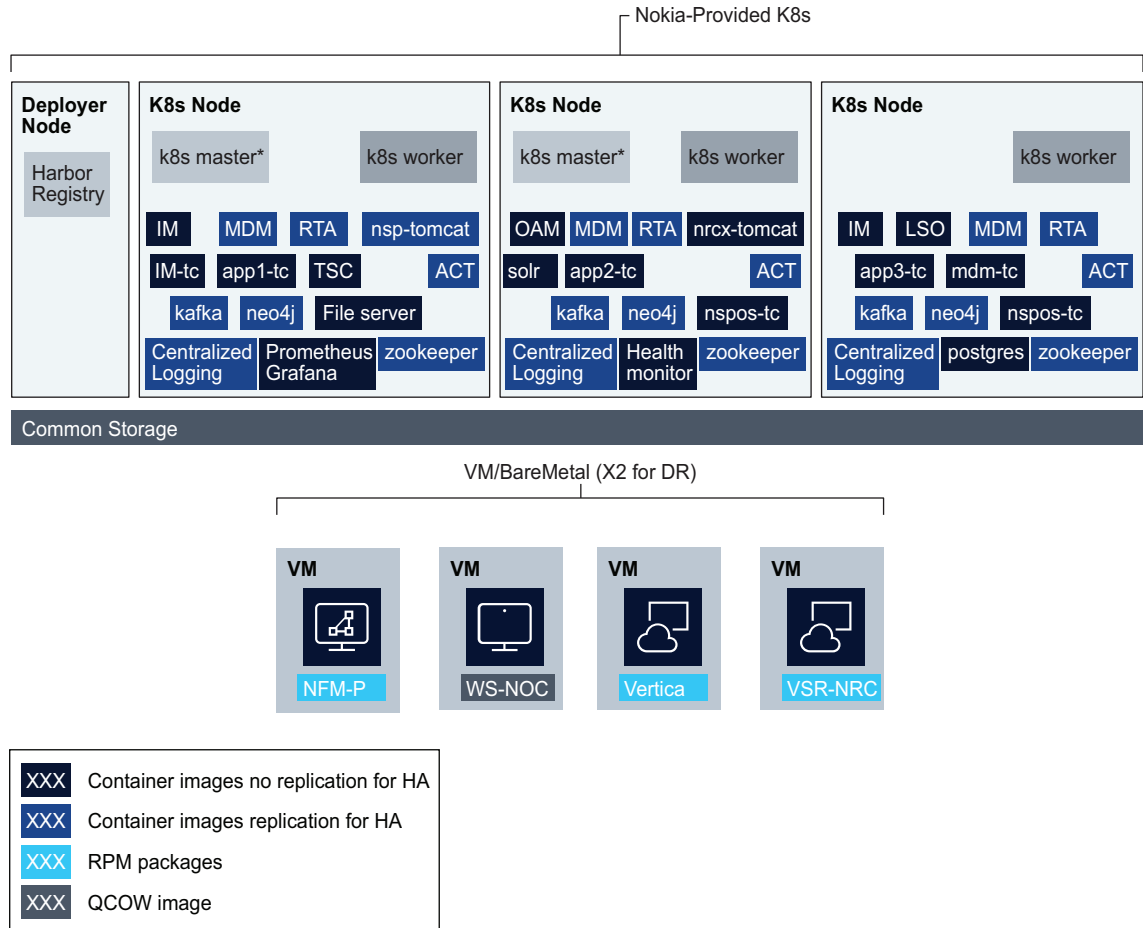 Nokia-Provided K8s
Deployer
Node
Harbor
Registry
K8s Node
k8s master*
k8s worker
IM
MDM
RTA
nsp-tomcat
IM-tc
app1-tc
TSC
ACT
kafka
neo4j
File server
Centralized
Logging
Prometheus
Grafana
zookeeper
K8s Node
k8s master*
k8s worker
OAM
MDM
RTA
nrcx-tomcat
solr
app2-tc
ACT
kafka
neo4j
nspos-tc
Centralized
Logging
Health
monitor
zookeeper
K8s Node
k8s worker
IM
LSO
MDM
RTA
app3-tc
mdm-tc
ACT
kafka
neo4j
nspos-tc
Centralized
Logging
postgres
zookeeper
Common Storage
VM/BareMetal (X2 for DR)
VM
NFM-P
VM
WS-NOC
VM
Vertica
VM
VSR-NRC
XXX Container images no replication for HA
XXX Container images replication for HA
XXX RPM packages
XXX QCOW image